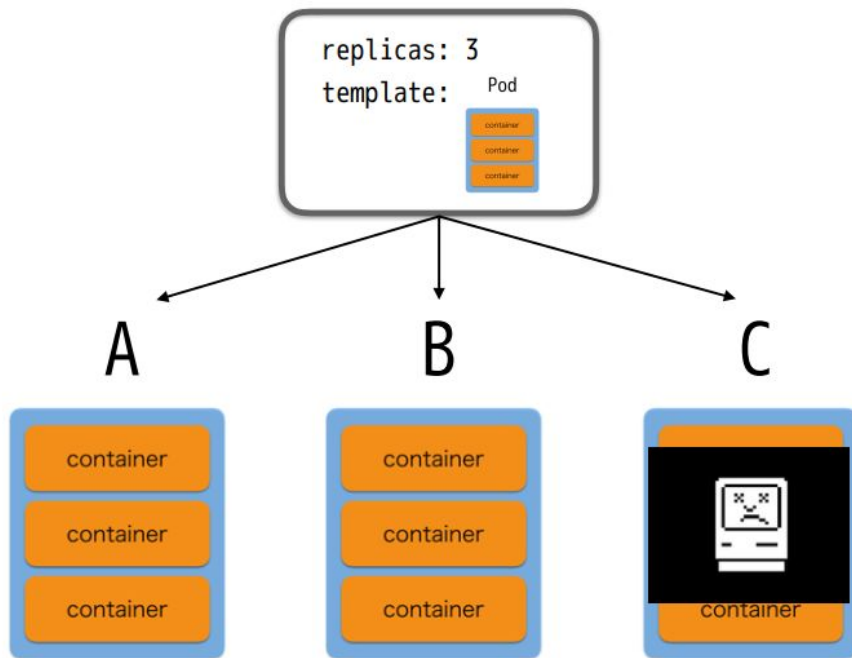 replicas: 3
template:
Pod
container
container
container
A
B
C
container
container
container
container
container
container
container